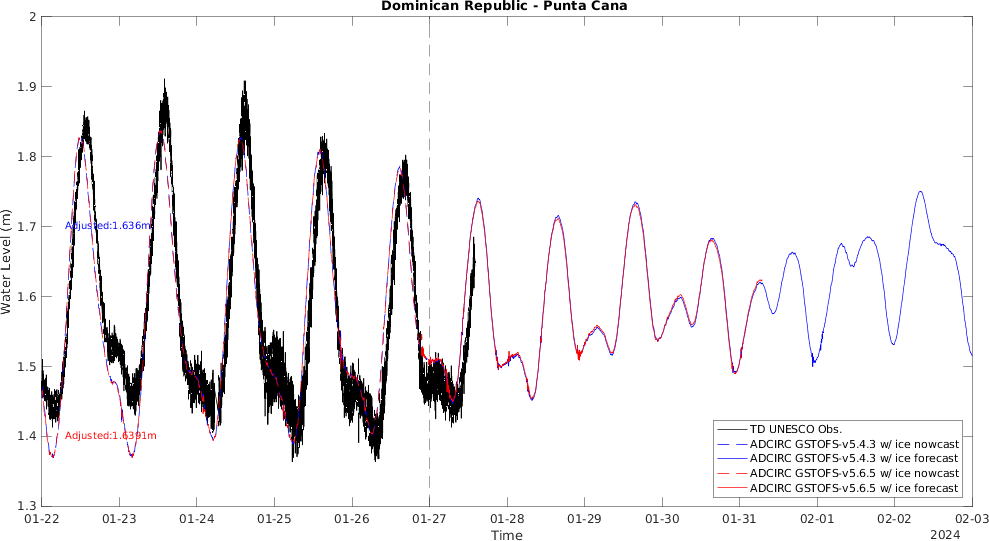 Dominican Republic - Punta Cana
Water Level (m)
2
1.9
1.8
1.7
1.6
1.5
1.4
1.3
Adjusted:1.636m
Adjusted:1.6391m
TD UNESCO Obs.
ADCIRC GSTOFS-v5.4.3 w/ ice nowcast
ADCIRC GSTOFS-v5.4.3 w/ ice forecast
ADCIRC GSTOFS-v5.6.5 w/ ice nowcast
ADCIRC GSTOFS-v5.6.5 w/ ice forecast
01-22 01-23 01-24 01-25 01-26 01-27 01-28 01-29 01-30 01-31 02-01 02-02 02-03
Time
2024